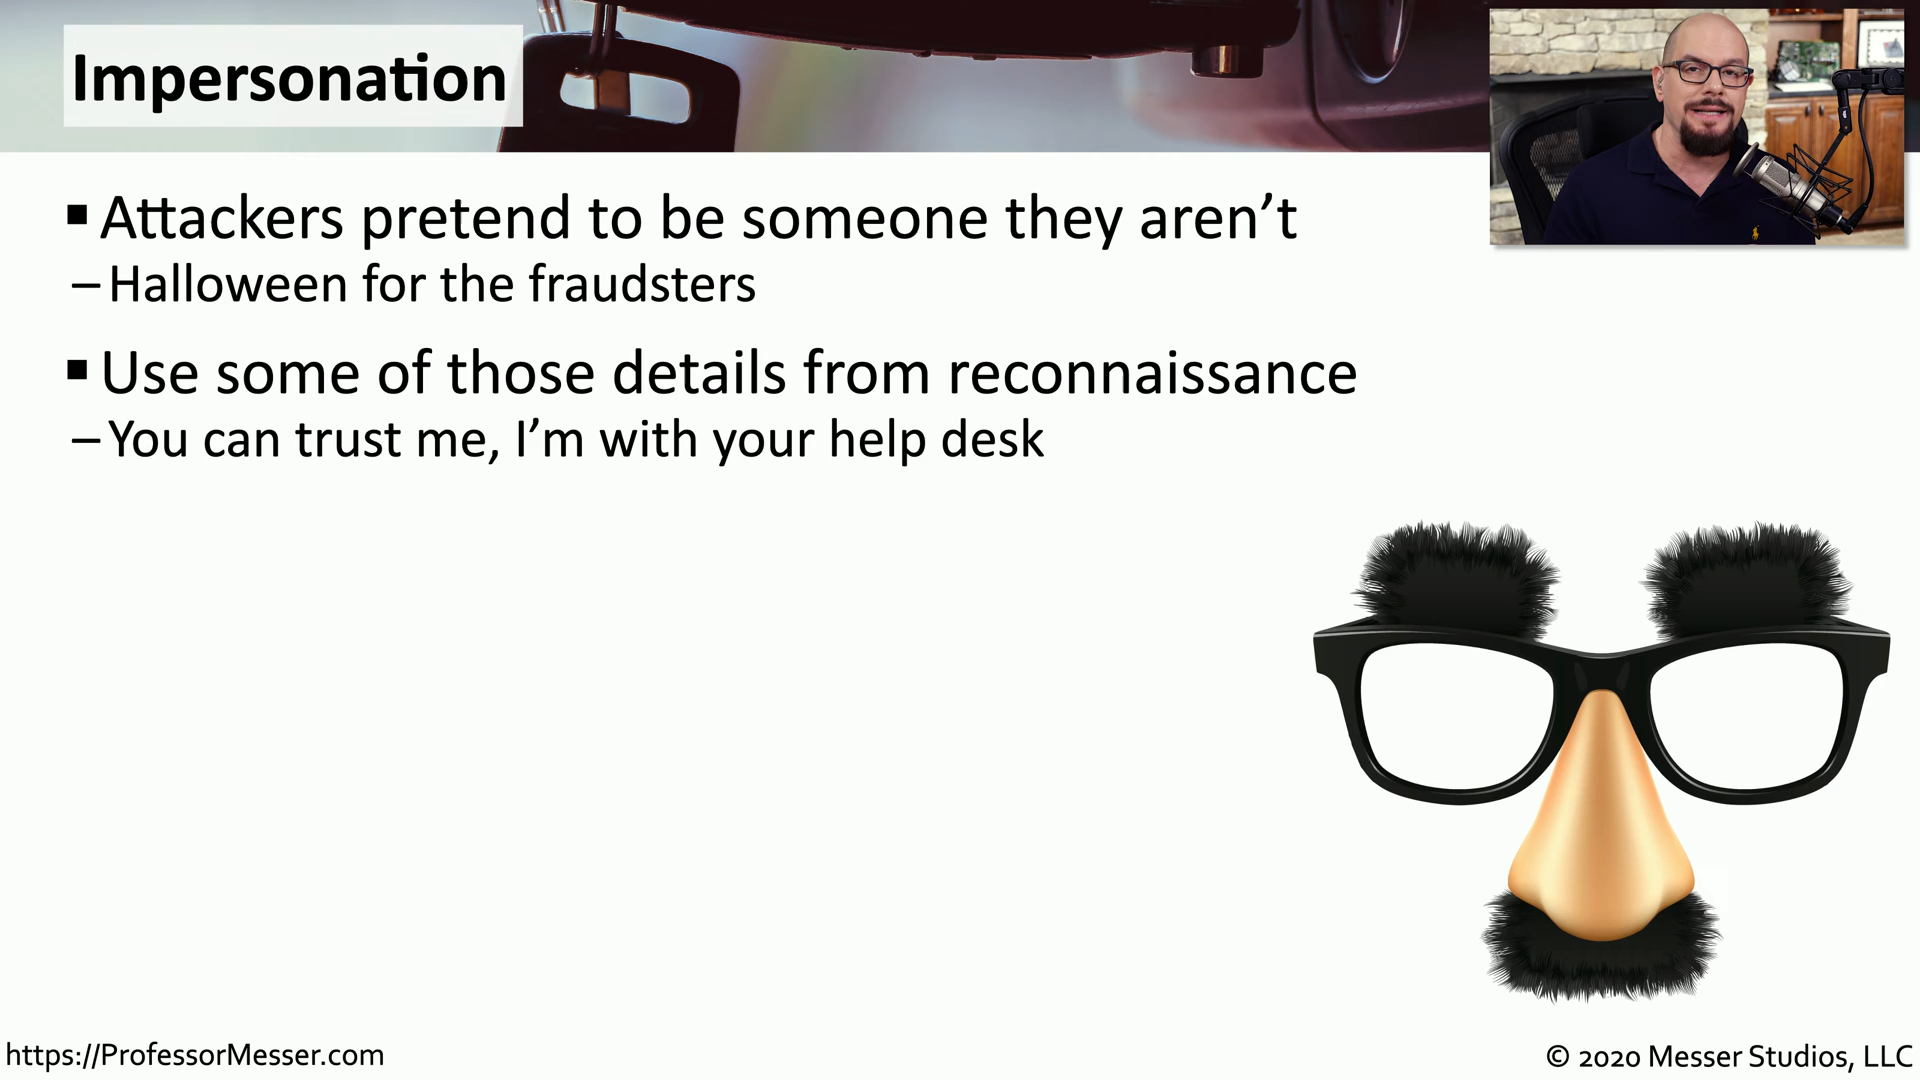 Impersonation
▪ Attackers pretend to be someone they aren’t
– Halloween for the fraudsters
▪ Use some of those details from reconnaissance
– You can trust me, I’m with your help desk
https://ProfessorMesser.com
© 2020 Messer Studios, LLC